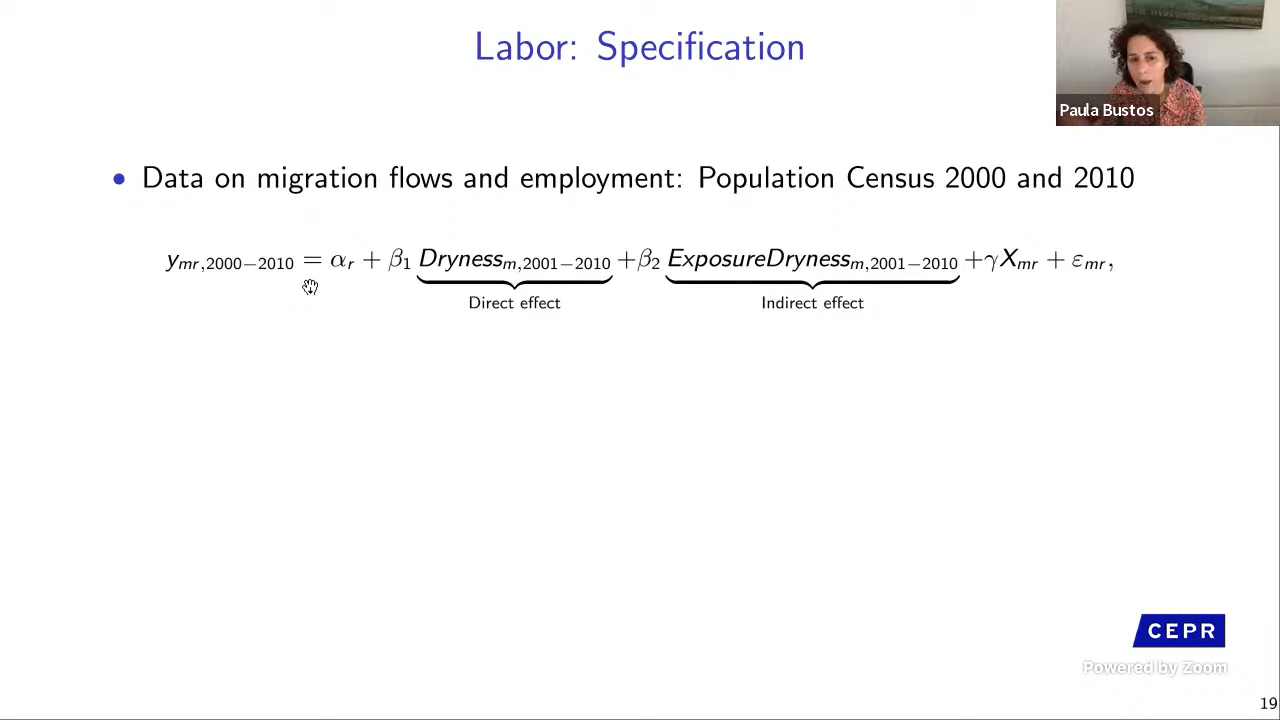 Labor: Specification
Paula Bustos
• Data on migration flows and employment: Population Census 2000 and 2010
y_{mr,2000−2010} = α_r + β_1 Dryness_{m,2001−2010} + β_2 ExposureDryness_{m,2001−2010} + γX_{mr} + ε_{mr},
Direct effect Indirect effect
CEPR
Powered by Zoom
19